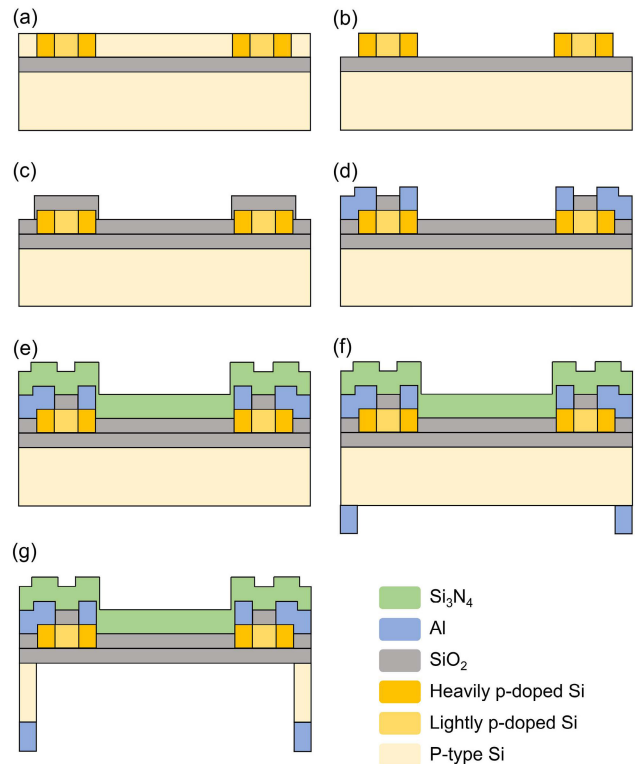 (a)
(b)
(c)
(d)
(e)
(f)
(g)
Si₃N₄
Al
SiO₂
Heavily p-doped Si
Lightly p-doped Si
P-type Si